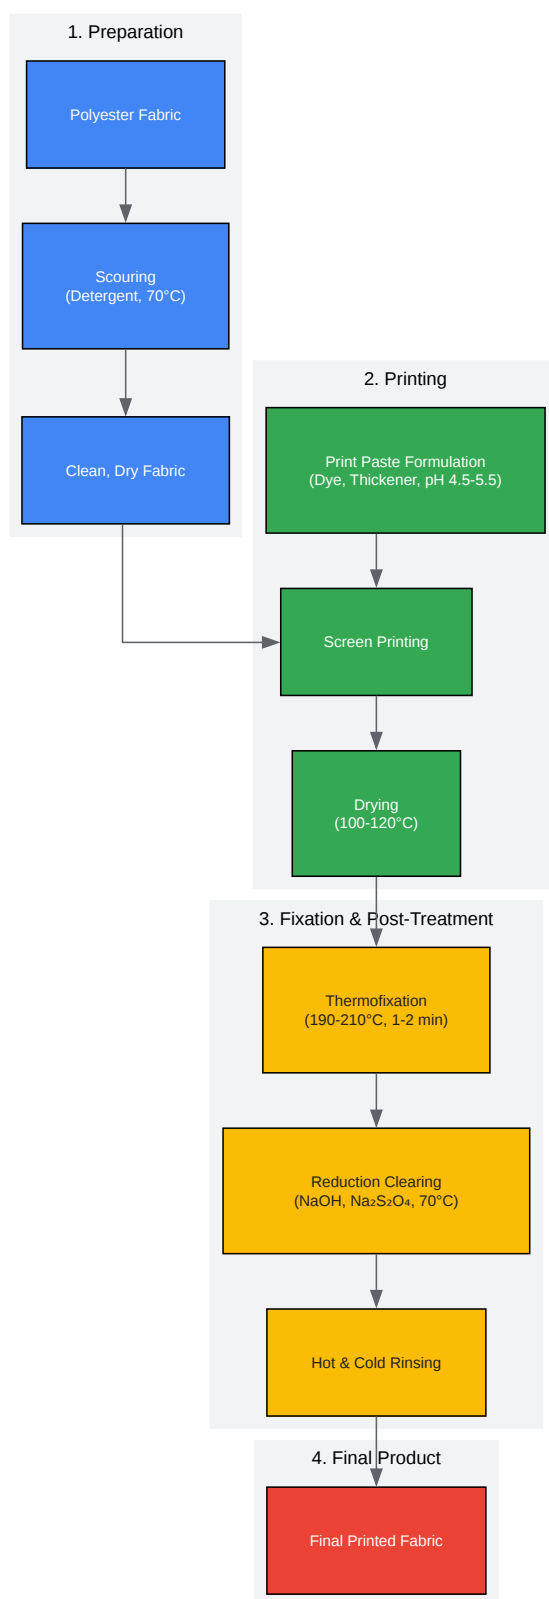 1. Preparation
Polyester Fabric
Scouring
(Detergent, 70°C)
Clean, Dry Fabric
2. Printing
Print Paste Formulation
(Dye, Thickener, pH 4.5-5.5)
Screen Printing
Drying
(100-120°C)
3. Fixation & Post-Treatment
Thermofixation
(190-210°C, 1-2 min)
Reduction Clearing
(NaOH, Na₂S₂O₄, 70°C)
Hot & Cold Rinsing
4. Final Product
Final Printed Fabric